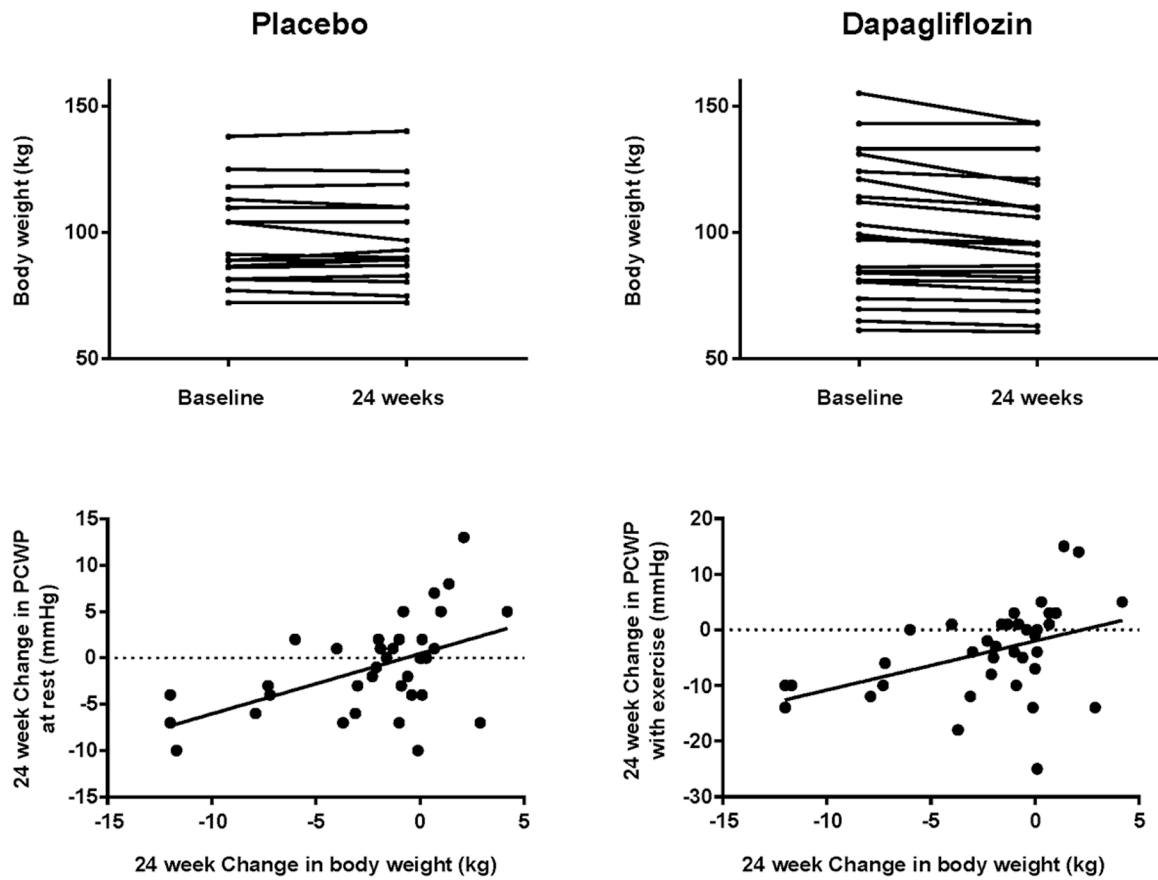 Placebo
Dapagliflozin
Body weight (kg)
150
100
50
Baseline
24 weeks
Body weight (kg)
150
100
50
Baseline
24 weeks
24 week Change in PCWP
at rest (mmHg)
15
10
5
0
-5
-10
-15
-15
-10
-5
0
5
24 week Change in body weight (kg)
24 week Change in PCWP
with exercise (mmHg)
20
10
0
-10
-20
-30
-15
-10
-5
0
5
24 week Change in body weight (kg)